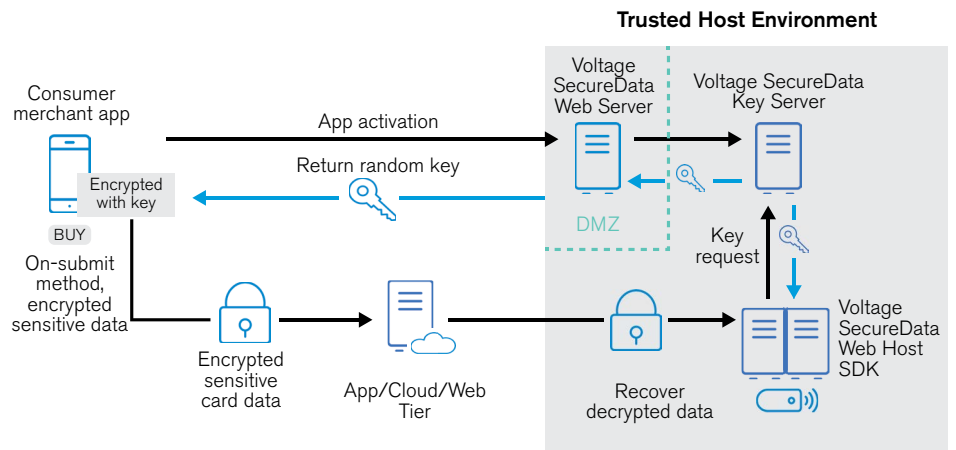 Trusted Host Environment
Consumer
merchant app
App activation
Voltage
SecureData
Web Server
Voltage SecureData
Key Server
Return random key
Encrypted
with key
BUY
DMZ
On-submit
method,
encrypted
sensitive data
Key
request
Encrypted
sensitive
card data
App/Cloud/Web
Tier
Recover
decrypted data
Voltage
SecureData
Web Host
SDK